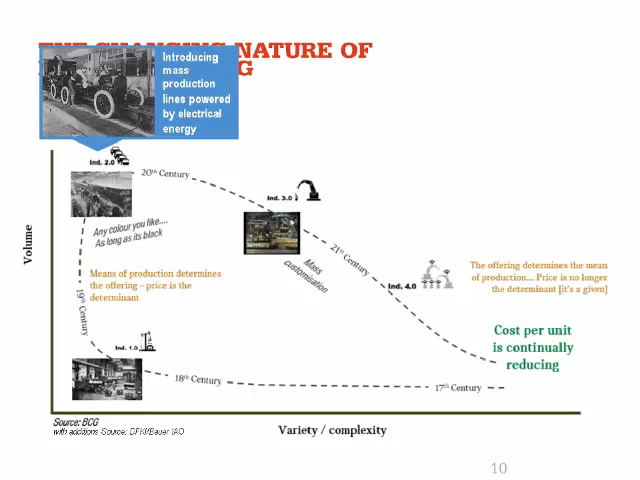 THE CHANGING NATURE OF
G
Introducing
mass
production
lines powered
by electrical
energy
Ind. 2.0
20th Century
Ind. 3.0
Any colour you like....
As long as its black
21st Century
Mass
customisation
Ind. 4.0
The offering determines the mean
of production... Price is no longer
the determinant [it's a given]
Means of production determines
the offering – price is the
determinant
19th Century
Volume
Cost per unit
is continually
reducing
Ind. 1.0
18th Century
17th Century
Source: BCG
with additions Source: DFKI/Bauer IAO
Variety / complexity
10